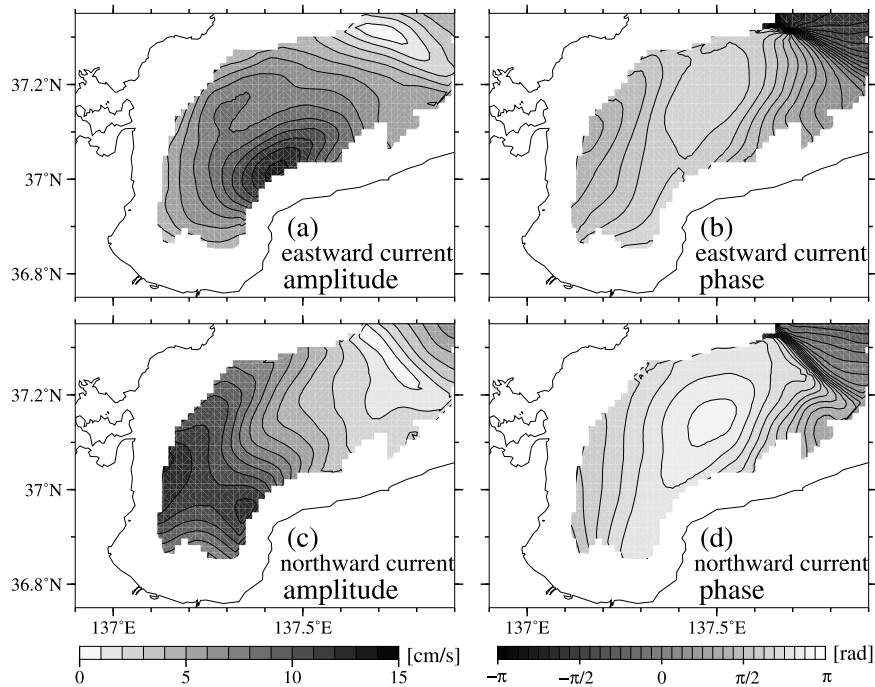 37.2°N
37°N
36.8°N
(a)
eastward current
amplitude
(b)
eastward current
phase
37.2°N
37°N
36.8°N
(c)
northward current
amplitude
(d)
northward current
phase
137°E 137.5°E 137.5°E
[cm/s] [rad]
0 5 10 15 −π −π/2 0 π/2 π